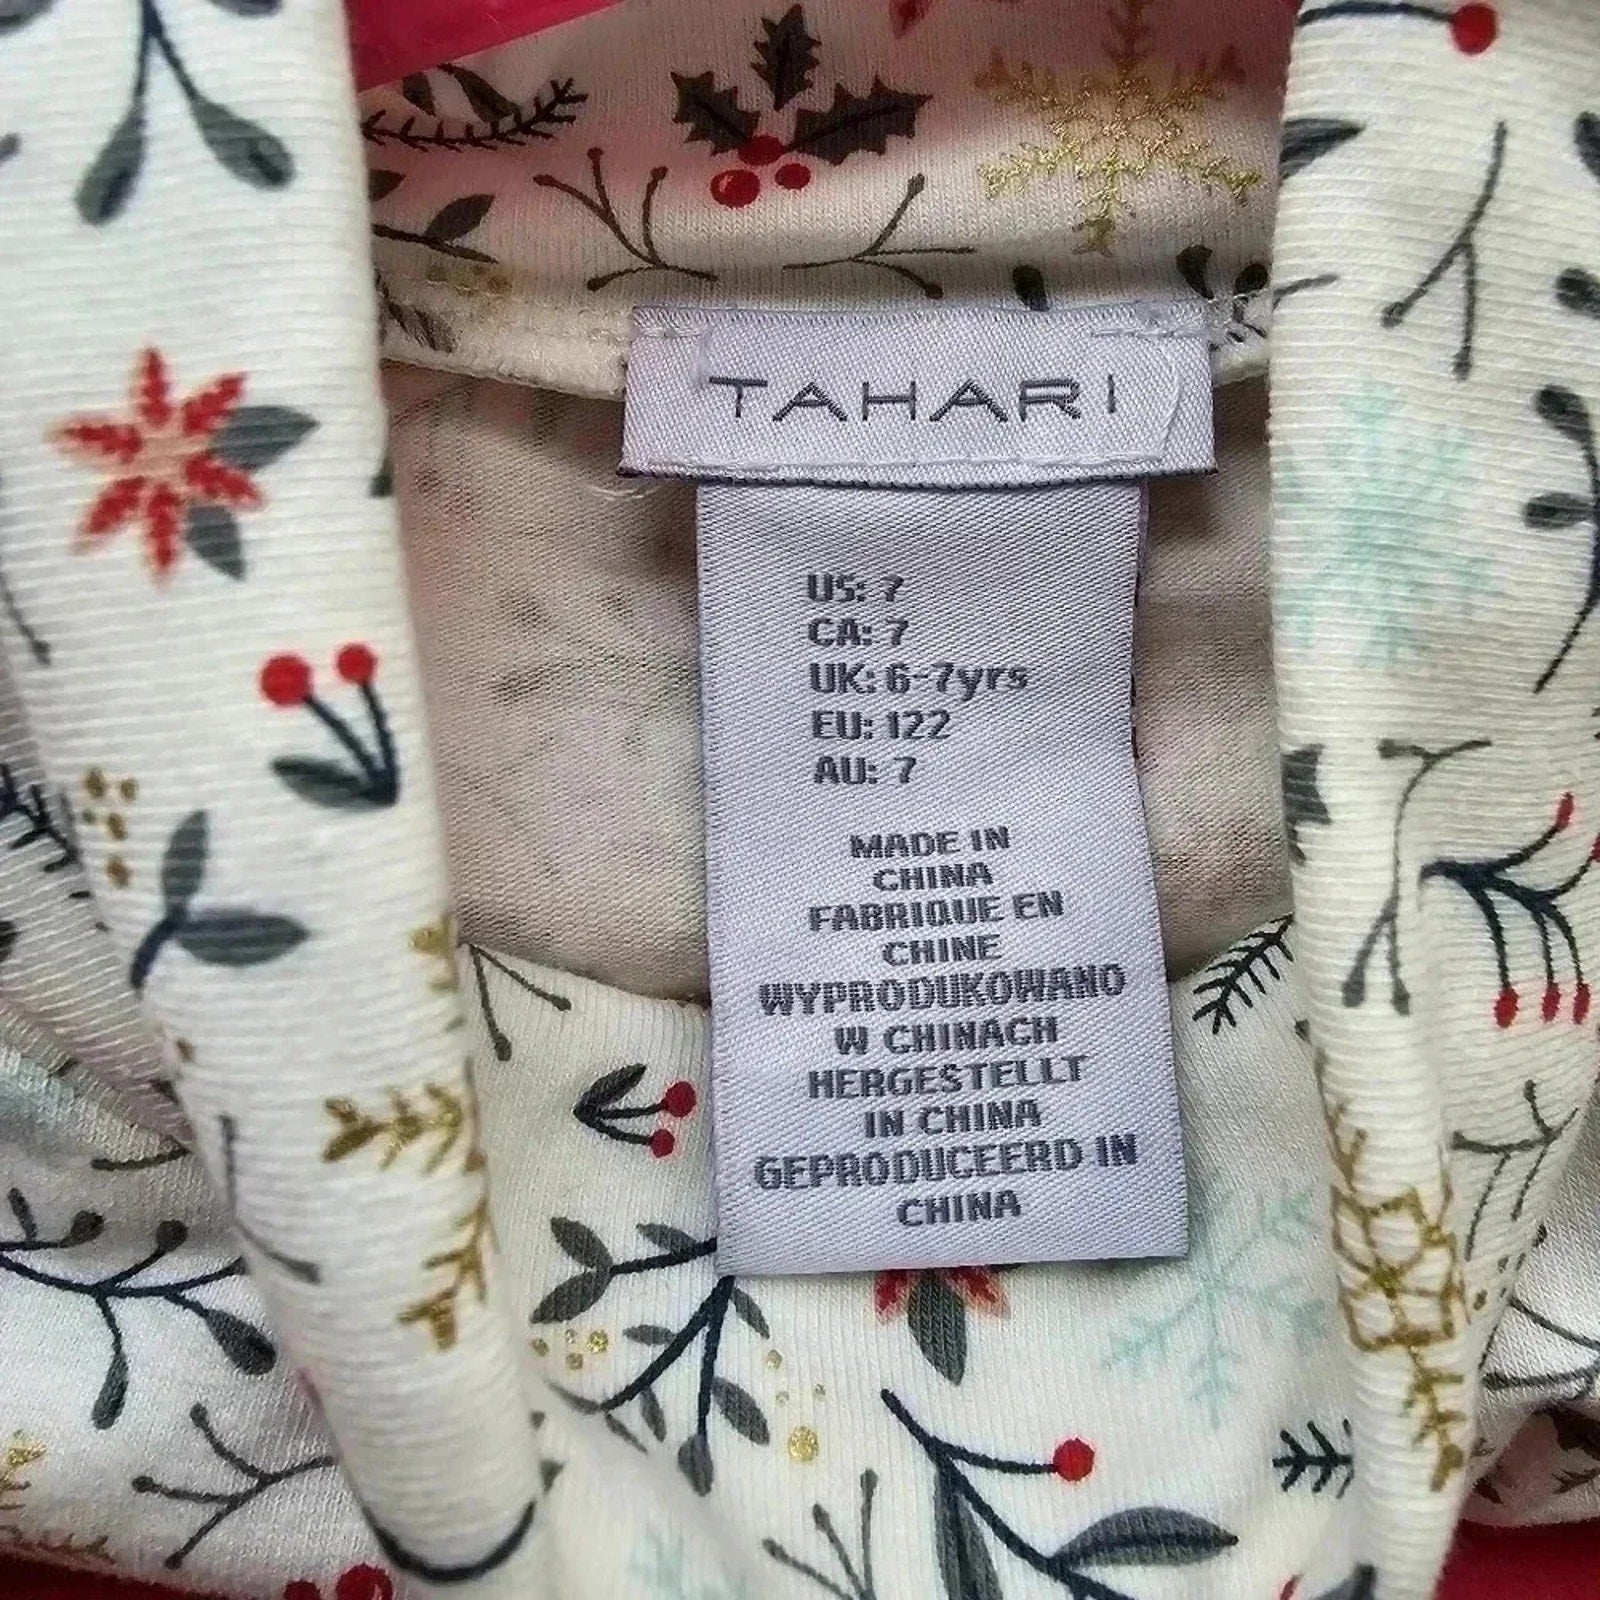 TAHARI
US: 7
CA: 7
UK: 6-7yrs
EU: 122
AU: 7
MADE IN
CHINA
FABRIQUE EN
CHINE
WYPRODUKOWANO
W CHINACH
HERGESTELLT
IN CHINA
GEPRODUCEERD IN
CHINA